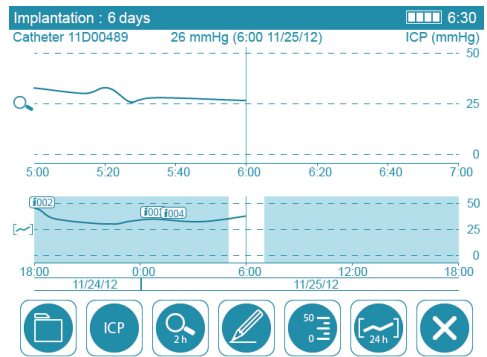 Implantation : 6 days 6:30
Catheter 11D00489 26 mmHg (6:00 11/25/12) ICP (mmHg)
50
25
0
5:00 5:20 5:40 6:00 6:20 6:40 7:00
i002
i004
50
25
0
18:00 0:00 6:00 12:00 18:00
11/24/12 11/25/12
ICP
2 h
50
0
24 h